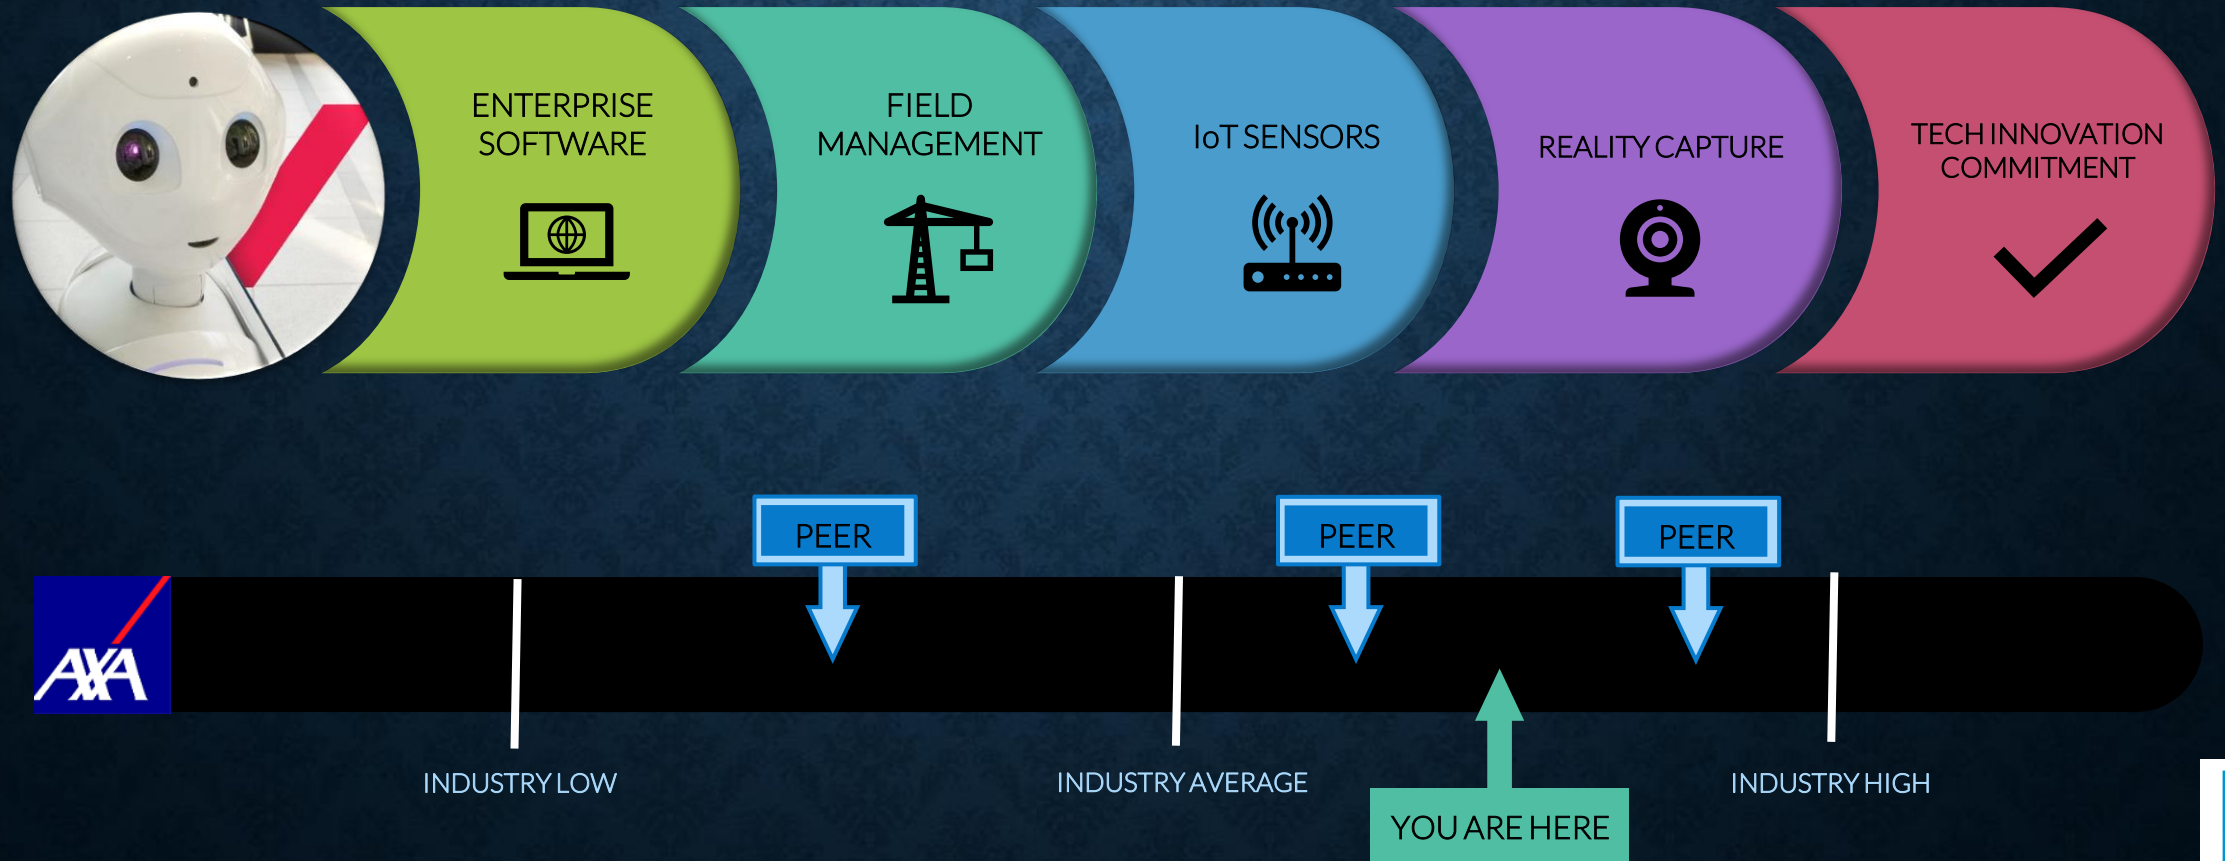 ENTERPRISE
SOFTWARE
FIELD
MANAGEMENT
IoT SENSORS
REALITY CAPTURE
TECH INNOVATION
COMMITMENT
PEER
PEER
PEER
AXA
INDUSTRY LOW
INDUSTRY AVERAGE
INDUSTRY HIGH
YOU ARE HERE